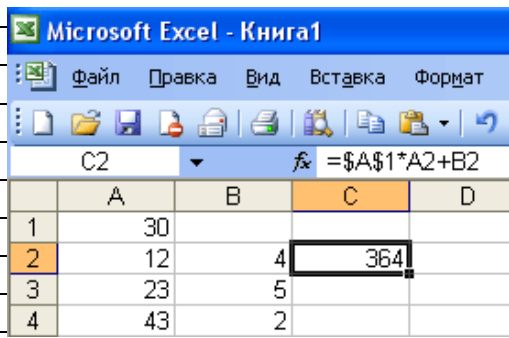 Microsoft Excel - Книга1
Файл Правка Вид Вставка Формат
C2 fx =$A$1*A2+B2
A B C D
1 30
2 12 4 364
3 23 5
4 43 2